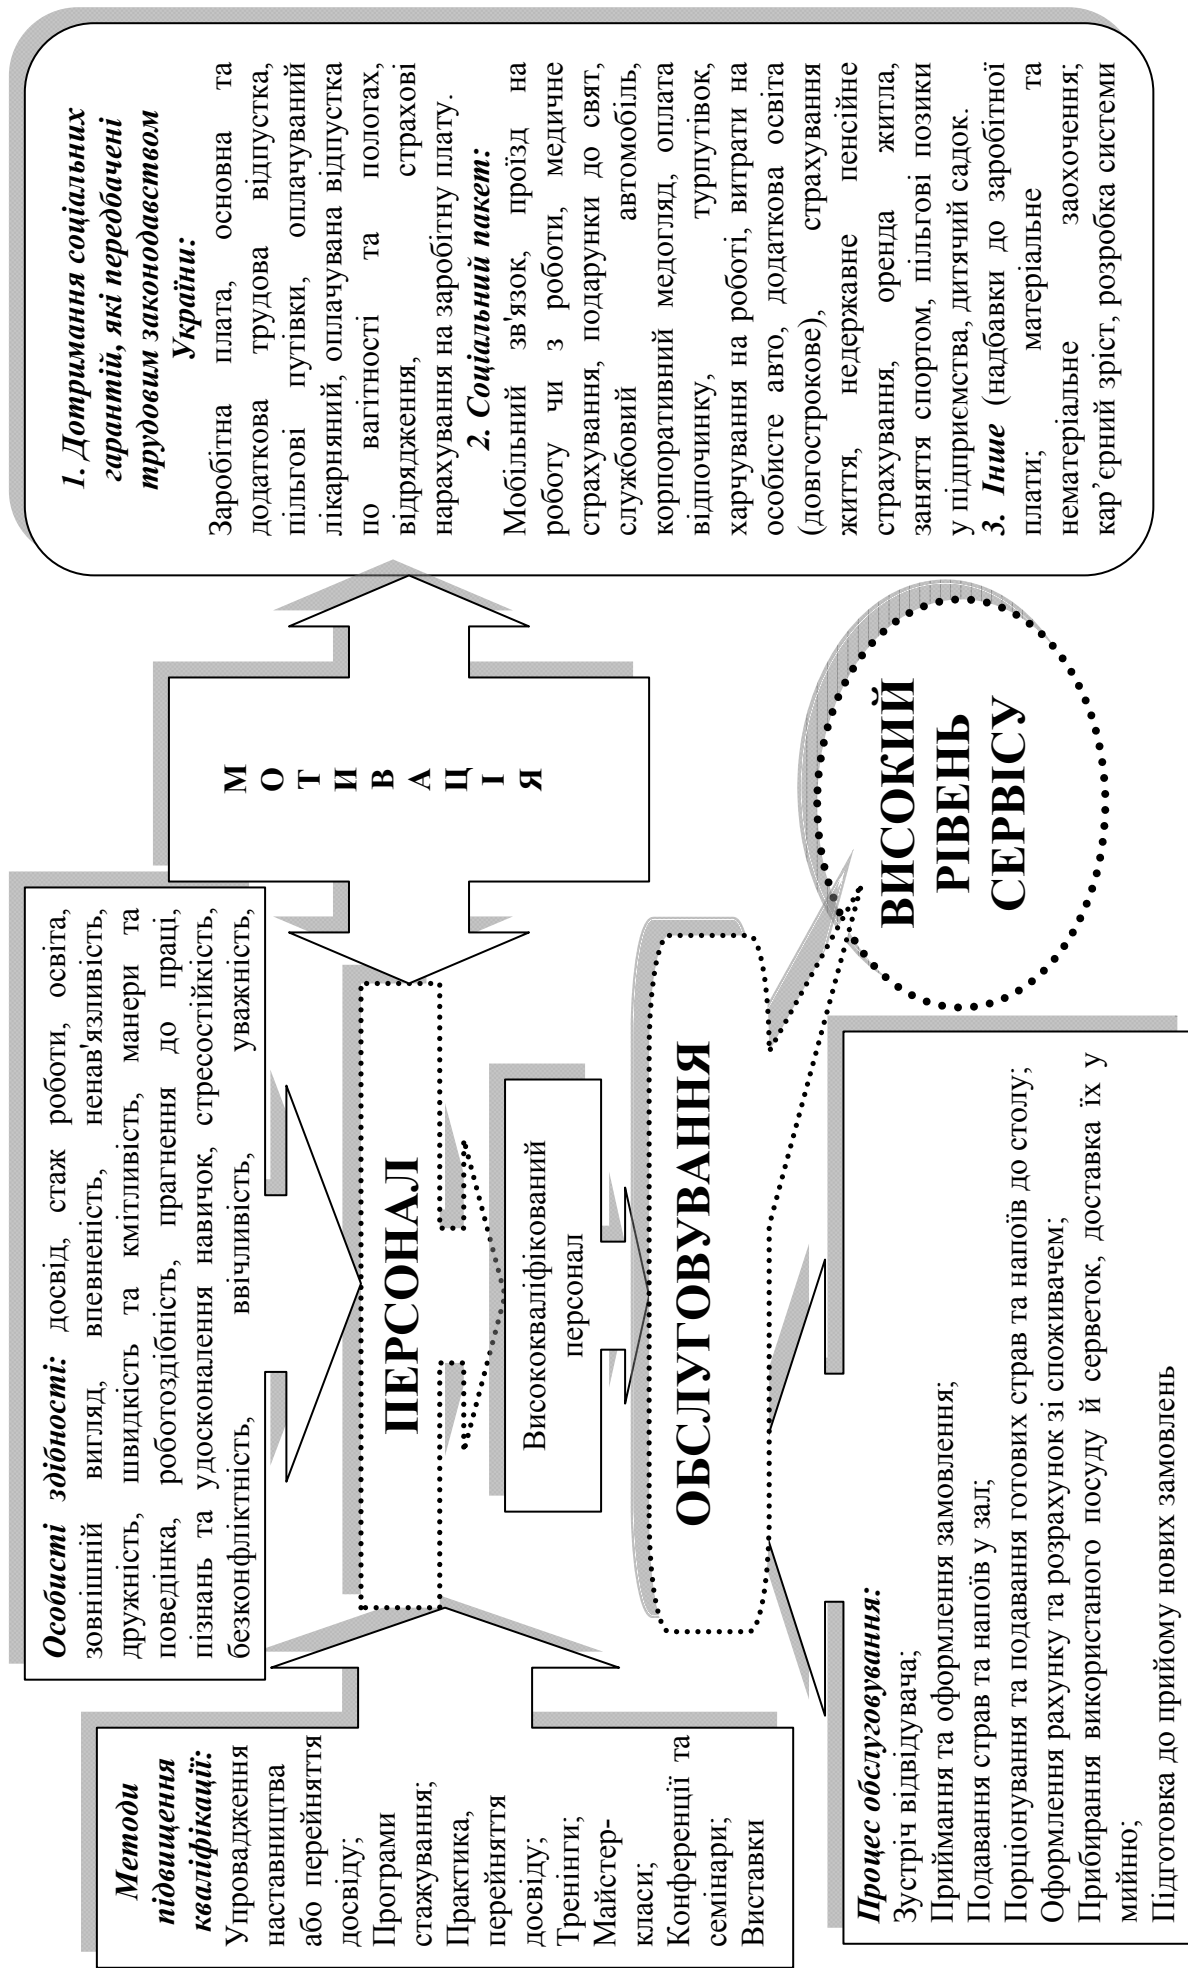 Особисті здібності: досвід, стаж роботи, освіта,
зовнішній вигляд, впевненість, ненав'язливість,
дружність, швидкість та кмітливість, манери та
поведінка, роботоздібність, прагнення до праці,
пізнань та удосконалення навичок, стресостійкість,
безконфліктність, ввічливість, уважність,
Методи
підвищення
кваліфікації:
Упровадження
наставництва
або перейняття
досвіду;
Програми
стажування;
Практика,
перейняття
досвіду;
Тренінги;
Майстер-
класи;
Конференції та
семінари;
Виставки
ПЕРСОНАЛ
М
О
Т
И
В
А
Ц
І
Я
1. Дотримання соціальних
гарантій, які передбачені
трудовим законодавством
України:
Заробітна плата, основна та
додаткова трудова відпустка,
пільгові путівки, оплачуваний
лікарняний, оплачувана відпустка
по вагітності та пологах,
відрядження, страхові
нарахування на заробітну плату.
2. Соціальний пакет:
Мобільний зв'язок, проїзд на
роботу чи з роботи, медичне
страхування, подарунки до свят,
службовий автомобіль,
корпоративний медогляд, оплата
відпочинку, турпутівок,
харчування на роботі, витрати на
особисте авто, додаткова освіта
(довгострокове), страхування
життя, недержавне пенсійне
страхування, оренда житла,
заняття спортом, пільгові позики
у підприємства, дитячий садок.
3. Інше (надбавки до заробітної
плати; матеріальне та
нематеріальне заохочення;
кар’єрний зріст, розробка системи
Висококваліфікований
персонал
ОБСЛУГОВУВАННЯ
Процес обслуговування:
Зустріч відвідувача;
Приймання та оформлення замовлення;
Подавання страв та напоїв у зал;
Порціонування та подавання готових страв та напоїв до столу;
Оформлення рахунку та розрахунок зі споживачем;
Прибирання використаного посуду й серветок, доставка їх у
мийню;
Підготовка до прийому нових замовлень
ВИСОКИЙ
РІВЕНЬ
СЕРВІСУ